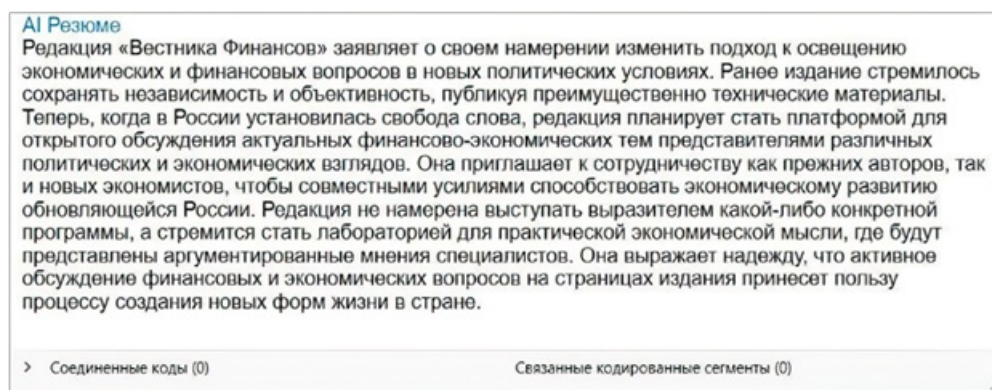 AI Резюме
Редакция «Вестника Финансов» заявляет о своем намерении изменить подход к освещению
экономических и финансовых вопросов в новых политических условиях. Ранее издание стремилось
сохранять независимость и объективность, публикуя преимущественно технические материалы.
Теперь, когда в России установилась свобода слова, редакция планирует стать платформой для
открытого обсуждения актуальных финансово-экономических тем представителями различных
политических и экономических взглядов. Она приглашает к сотрудничеству как прежних авторов, так
и новых экономистов, чтобы совместными усилиями способствовать экономическому развитию
обновляющейся России. Редакция не намерена выступать выразителем какой-либо конкретной
программы, а стремится стать лабораторией для практической экономической мысли, где будут
представлены аргументированные мнения специалистов. Она выражает надежду, что активное
обсуждение финансовых и экономических вопросов на страницах издания принесет пользу
процессу создания новых форм жизни в стране.
> Соединенные коды (0) Связанные кодированные сегменты (0)